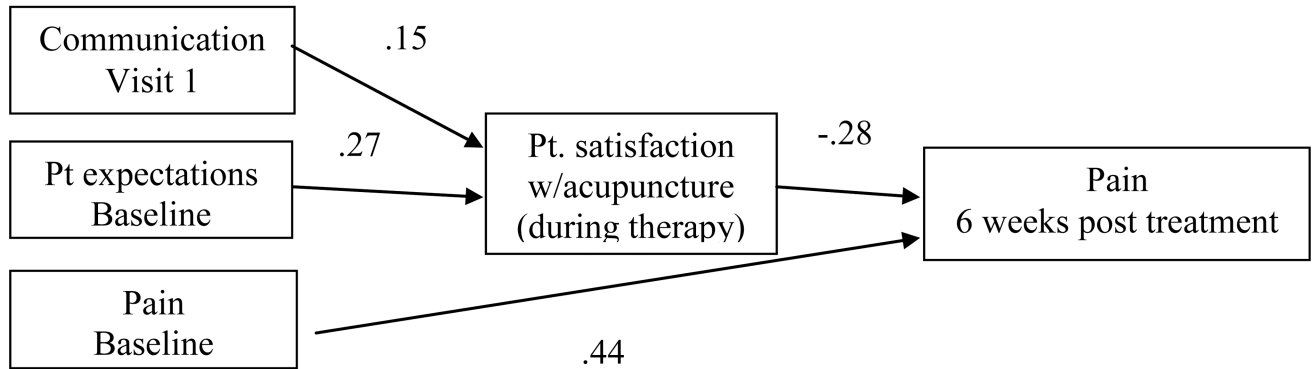 Communication
Visit 1
.15
Pt expectations
Baseline
.27
Pt. satisfaction
w/acupuncture
(during therapy)
-.28
Pain
6 weeks post treatment
Pain
Baseline
.44